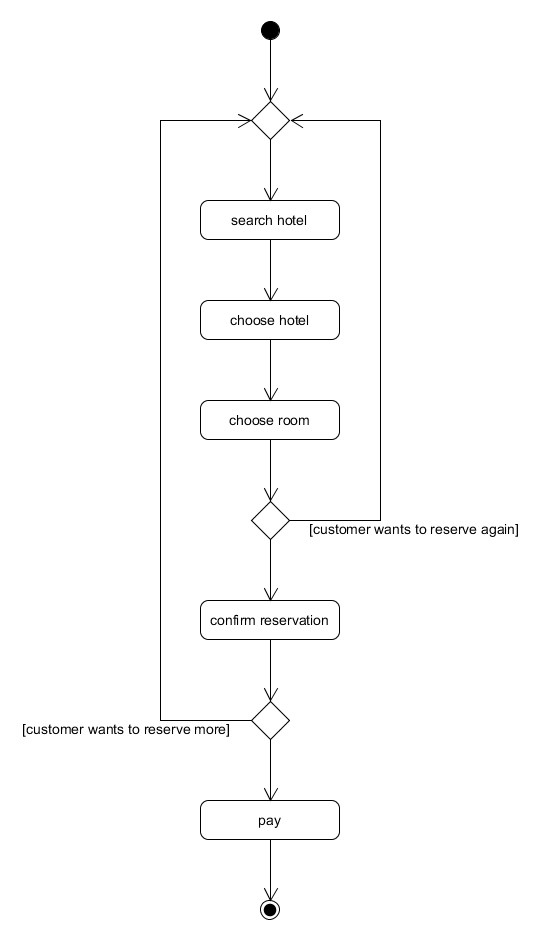 search hotel
choose hotel
choose room
[customer wants to reserve again]
confirm reservation
[customer wants to reserve more]
pay